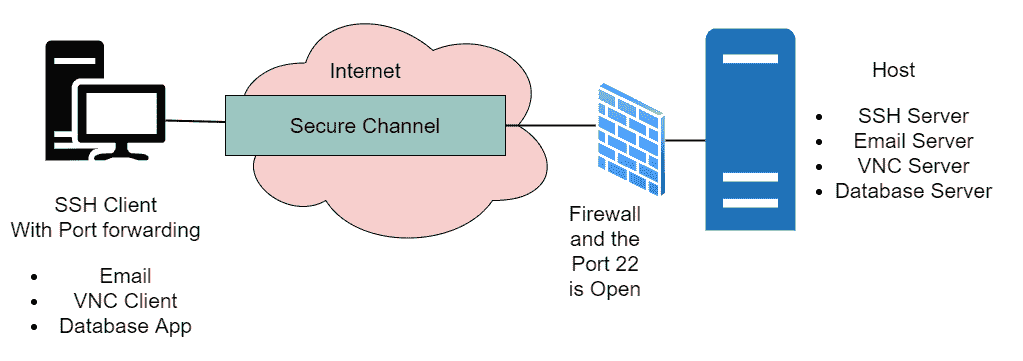 Internet
Secure Channel
SSH Client
With Port forwarding
• Email
• VNC Client
• Database App
Firewall
and the
Port 22
is Open
Host
• SSH Server
• Email Server
• VNC Server
• Database Server